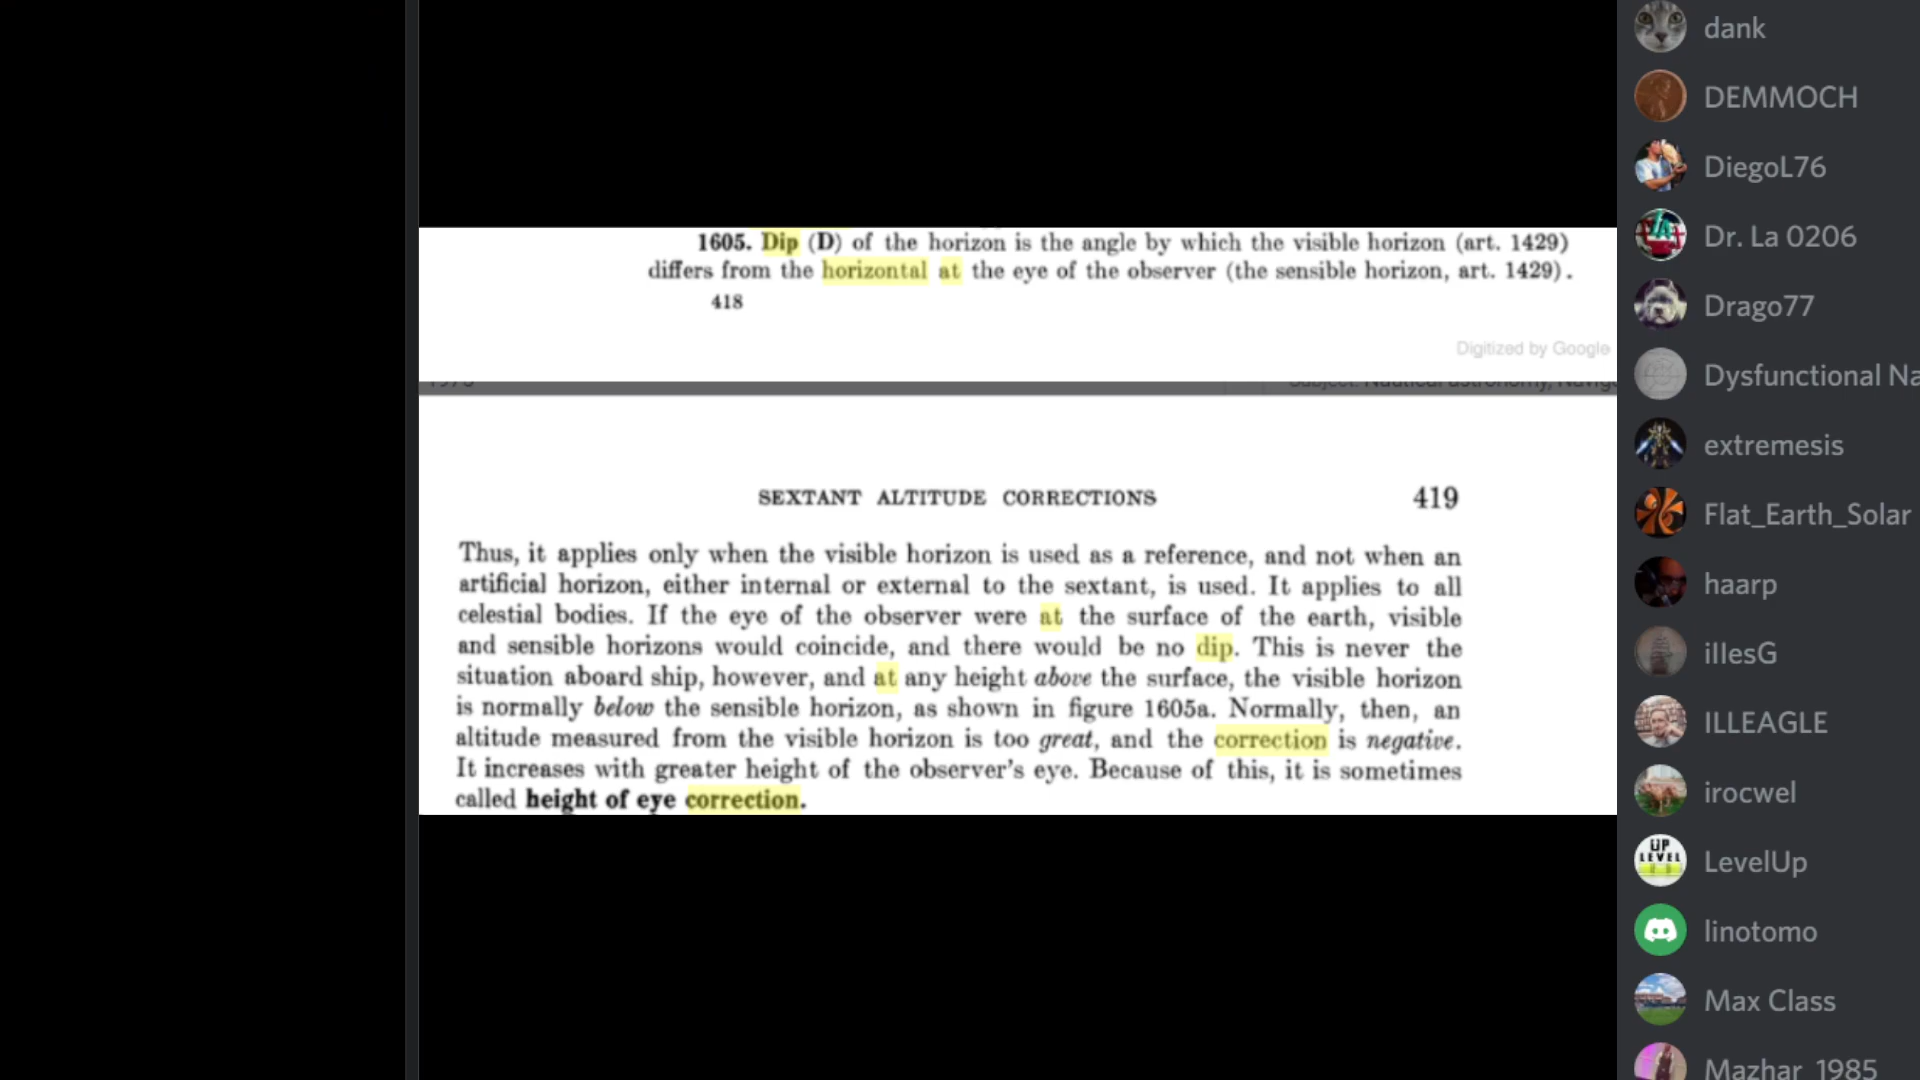 1605. Dip (D) of the horizon is the angle by which the visible horizon (art. 1429)
differs from the horizontal at the eye of the observer (the sensible horizon, art. 1429).
418
Digitized by Google
SEXTANT ALTITUDE CORRECTIONS 419
Thus, it applies only when the visible horizon is used as a reference, and not when an
artificial horizon, either internal or external to the sextant, is used. It applies to all
celestial bodies. If the eye of the observer were at the surface of the earth, visible
and sensible horizons would coincide, and there would be no dip. This is never the
situation aboard ship, however, and at any height above the surface, the visible horizon
is normally below the sensible horizon, as shown in figure 1605a. Normally, then, an
altitude measured from the visible horizon is too great, and the correction is negative.
It increases with greater height of the observer's eye. Because of this, it is sometimes
called height of eye correction.
dank
DEMMOCH
DiegoL76
Dr. La 0206
Drago77
Dysfunctional Na
extremesis
Flat_Earth_Solar
haarp
illesG
ILLEAGLE
irocwel
UP
LEVEL
LevelUp
linotomo
Max Class
Mazhar_1985